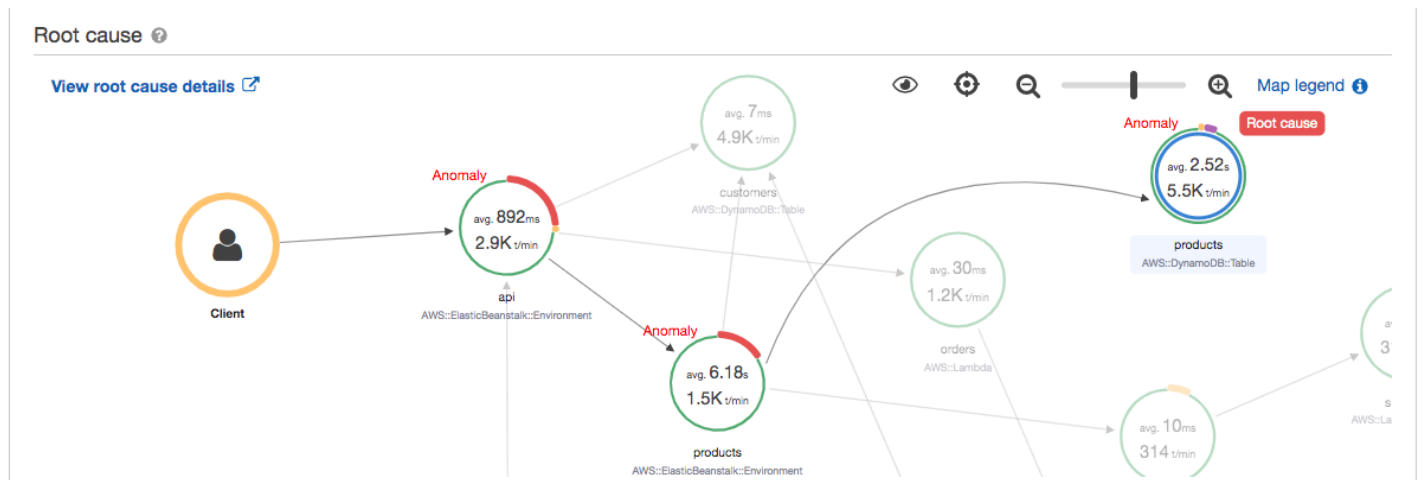 Root cause
View root cause details
Map legend
avg. 7ms
4.9K t/min
customers
AWS::DynamoDB::Table
Anomaly
Root cause
avg. 2.52s
5.5K t/min
products
AWS::DynamoDB::Table
Anomaly
avg. 892ms
2.9K t/min
api
AWS::ElasticBeanstalk::Environment
Client
avg. 30ms
1.2K t/min
orders
AWS::Lambda
Anomaly
avg. 6.18s
1.5K t/min
products
AWS::ElasticBeanstalk::Environment
avg. 10ms
314 t/min
AWS::La